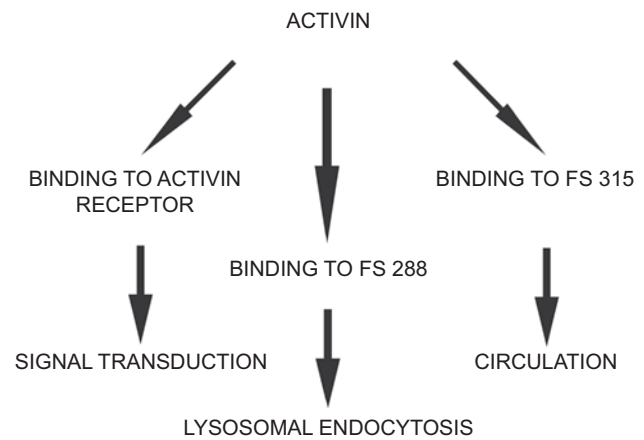 ACTIVIN
BINDING TO ACTIVIN
RECEPTOR
BINDING TO FS 288
BINDING TO FS 315
SIGNAL TRANSDUCTION
LYSOSOMAL ENDOCYTOSIS
CIRCULATION